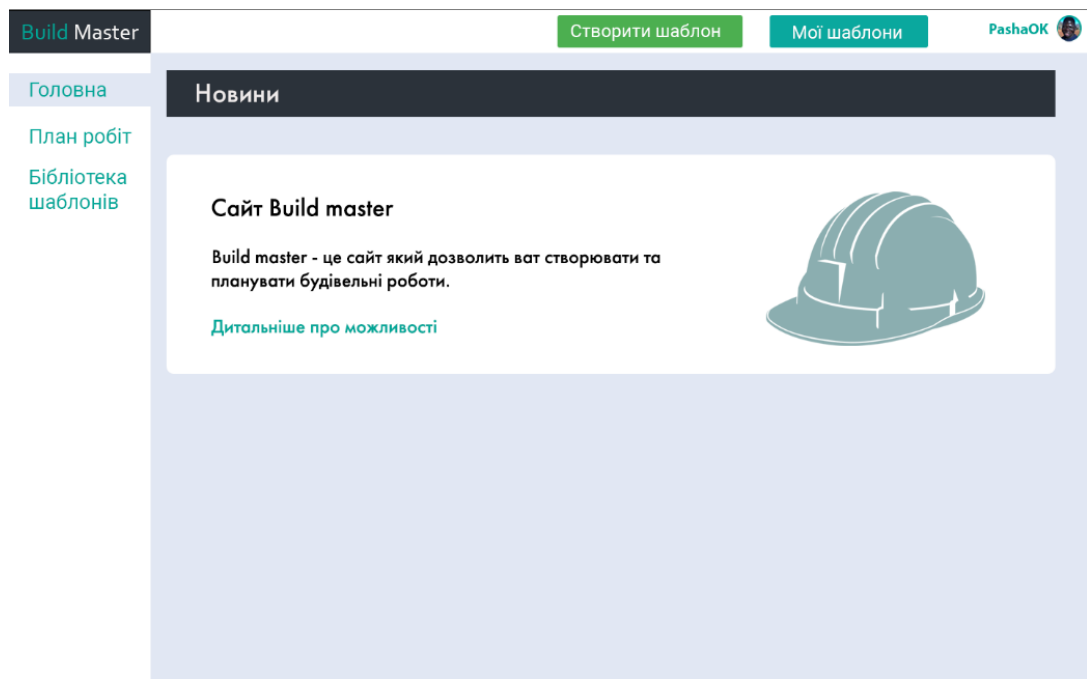 Build Master
Створити шаблон
Мої шаблони
PashaOK
Головна
План робіт
Бібліотека
шаблонів
Новини
Сайт Build master
Build master - це сайт який дозволить ват створювати та
планувати будівельні роботи.
Дитальніше про можливості